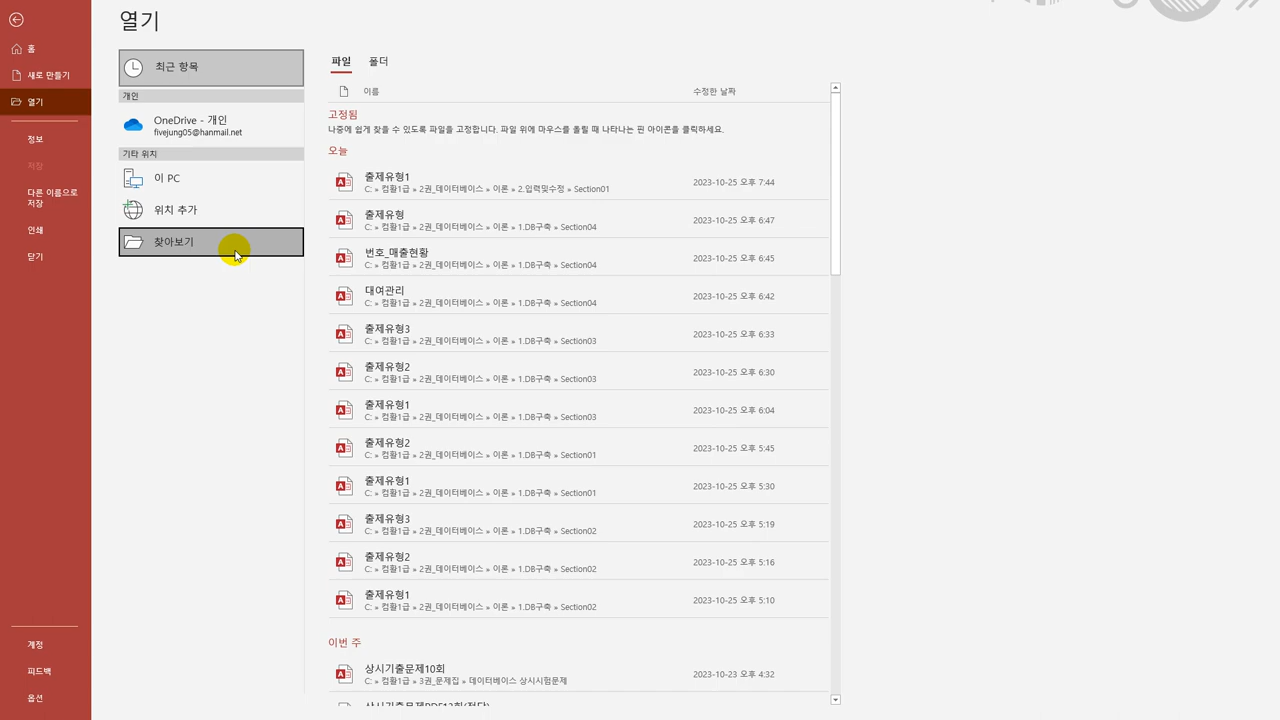 홈
새로 만들기
열기
정보
저장
다른 이름으로
저장
인쇄
닫기
계정
피드백
옵션
열기
최근 항목
개인
OneDrive - 개인
fivejung05@hanmail.net
기타 위치
이 PC
위치 추가
찾아보기
파일 폴더
이름 수정한 날짜
고정됨
나중에 쉽게 찾을 수 있도록 파일을 고정합니다. 파일 위에 마우스를 올릴 때 나타나는 핀 아이콘을 클릭하세요.
오늘
출제유형1
C: » 컴활1급 » 2권_데이터베이스 » 이론 » 2.입력및수정 » Section01
2023-10-25 오후 7:44
출제유형
C: » 컴활1급 » 2권_데이터베이스 » 이론 » 1.DB구축 » Section04
2023-10-25 오후 6:47
번호_매출현황
C: » 컴활1급 » 2권_데이터베이스 » 이론 » 1.DB구축 » Section04
2023-10-25 오후 6:45
대여관리
C: » 컴활1급 » 2권_데이터베이스 » 이론 » 1.DB구축 » Section04
2023-10-25 오후 6:42
출제유형3
C: » 컴활1급 » 2권_데이터베이스 » 이론 » 1.DB구축 » Section03
2023-10-25 오후 6:33
출제유형2
C: » 컴활1급 » 2권_데이터베이스 » 이론 » 1.DB구축 » Section03
2023-10-25 오후 6:30
출제유형1
C: » 컴활1급 » 2권_데이터베이스 » 이론 » 1.DB구축 » Section03
2023-10-25 오후 6:04
출제유형2
C: » 컴활1급 » 2권_데이터베이스 » 이론 » 1.DB구축 » Section01
2023-10-25 오후 5:45
출제유형1
C: » 컴활1급 » 2권_데이터베이스 » 이론 » 1.DB구축 » Section01
2023-10-25 오후 5:30
출제유형3
C: » 컴활1급 » 2권_데이터베이스 » 이론 » 1.DB구축 » Section02
2023-10-25 오후 5:19
출제유형2
C: » 컴활1급 » 2권_데이터베이스 » 이론 » 1.DB구축 » Section02
2023-10-25 오후 5:16
출제유형1
C: » 컴활1급 » 2권_데이터베이스 » 이론 » 1.DB구축 » Section02
2023-10-25 오후 5:10
이번 주
상시기출문제10회
C: » 컴활1급 » 3권_문제집 » 데이터베이스 상시시험문제
2023-10-23 오후 4:32